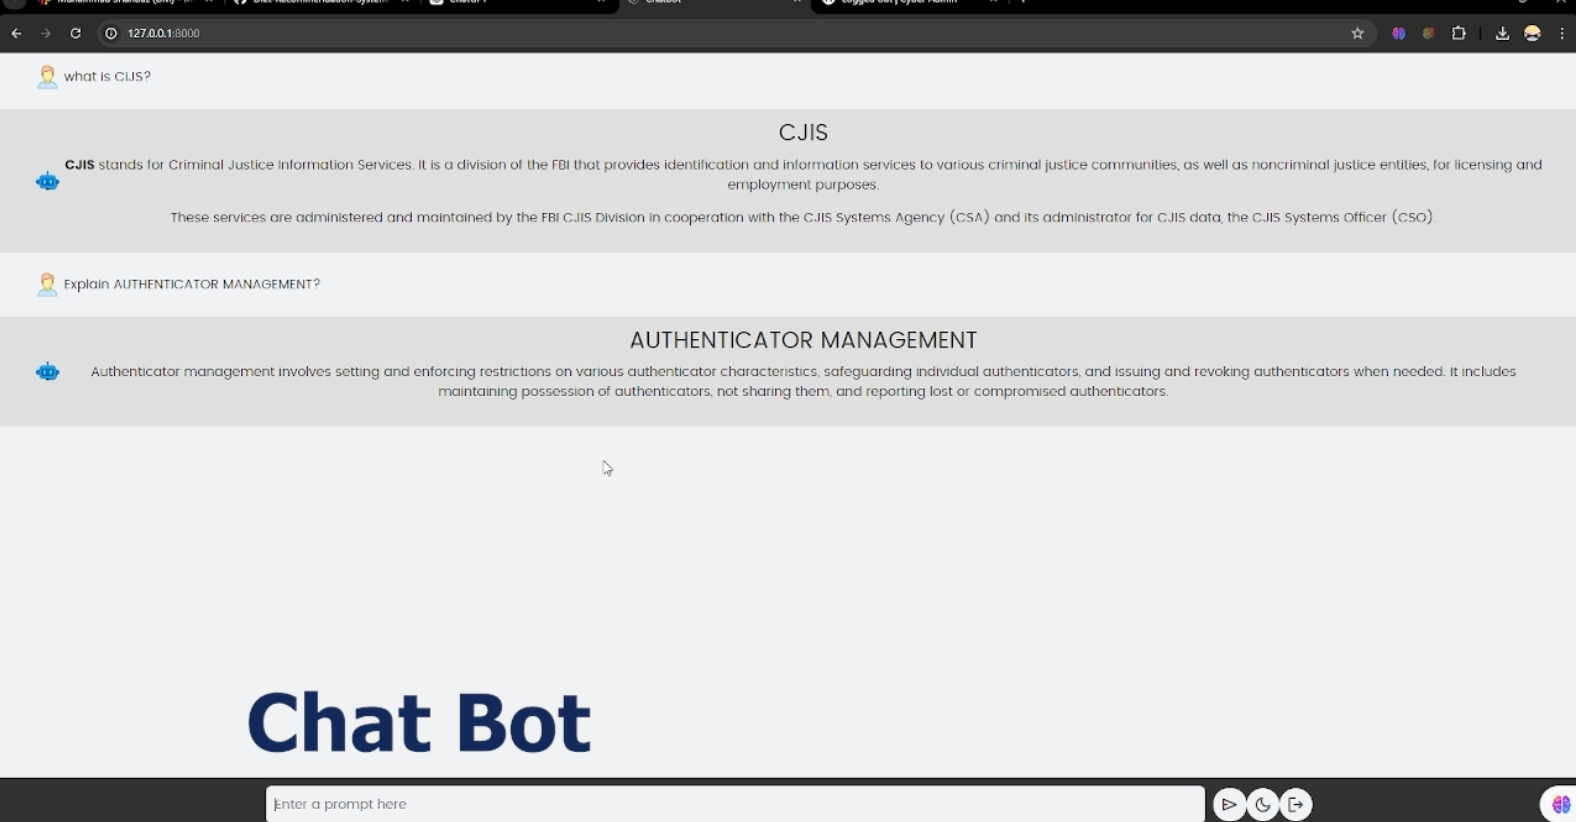 127.0.0.1:8000
what is CIJS?
CJIS
CJIS stands for Criminal Justice Information Services. It is a division of the FBI that provides identification and information services to various criminal justice communities, as well as noncriminal justice entities, for licensing and
employment purposes.
These services are administered and maintained by the FBI CJIS Division in cooperation with the CJIS Systems Agency (CSA) and its administrator for CJIS data, the CJIS Systems Officer (CSO).
Explain AUTHENTICATOR MANAGEMENT?
AUTHENTICATOR MANAGEMENT
Authenticator management involves setting and enforcing restrictions on various authenticator characteristics, safeguarding individual authenticators, and issuing and revoking authenticators when needed. It includes
maintaining possession of authenticators, not sharing them, and reporting lost or compromised authenticators.
Chat Bot
Enter a prompt here